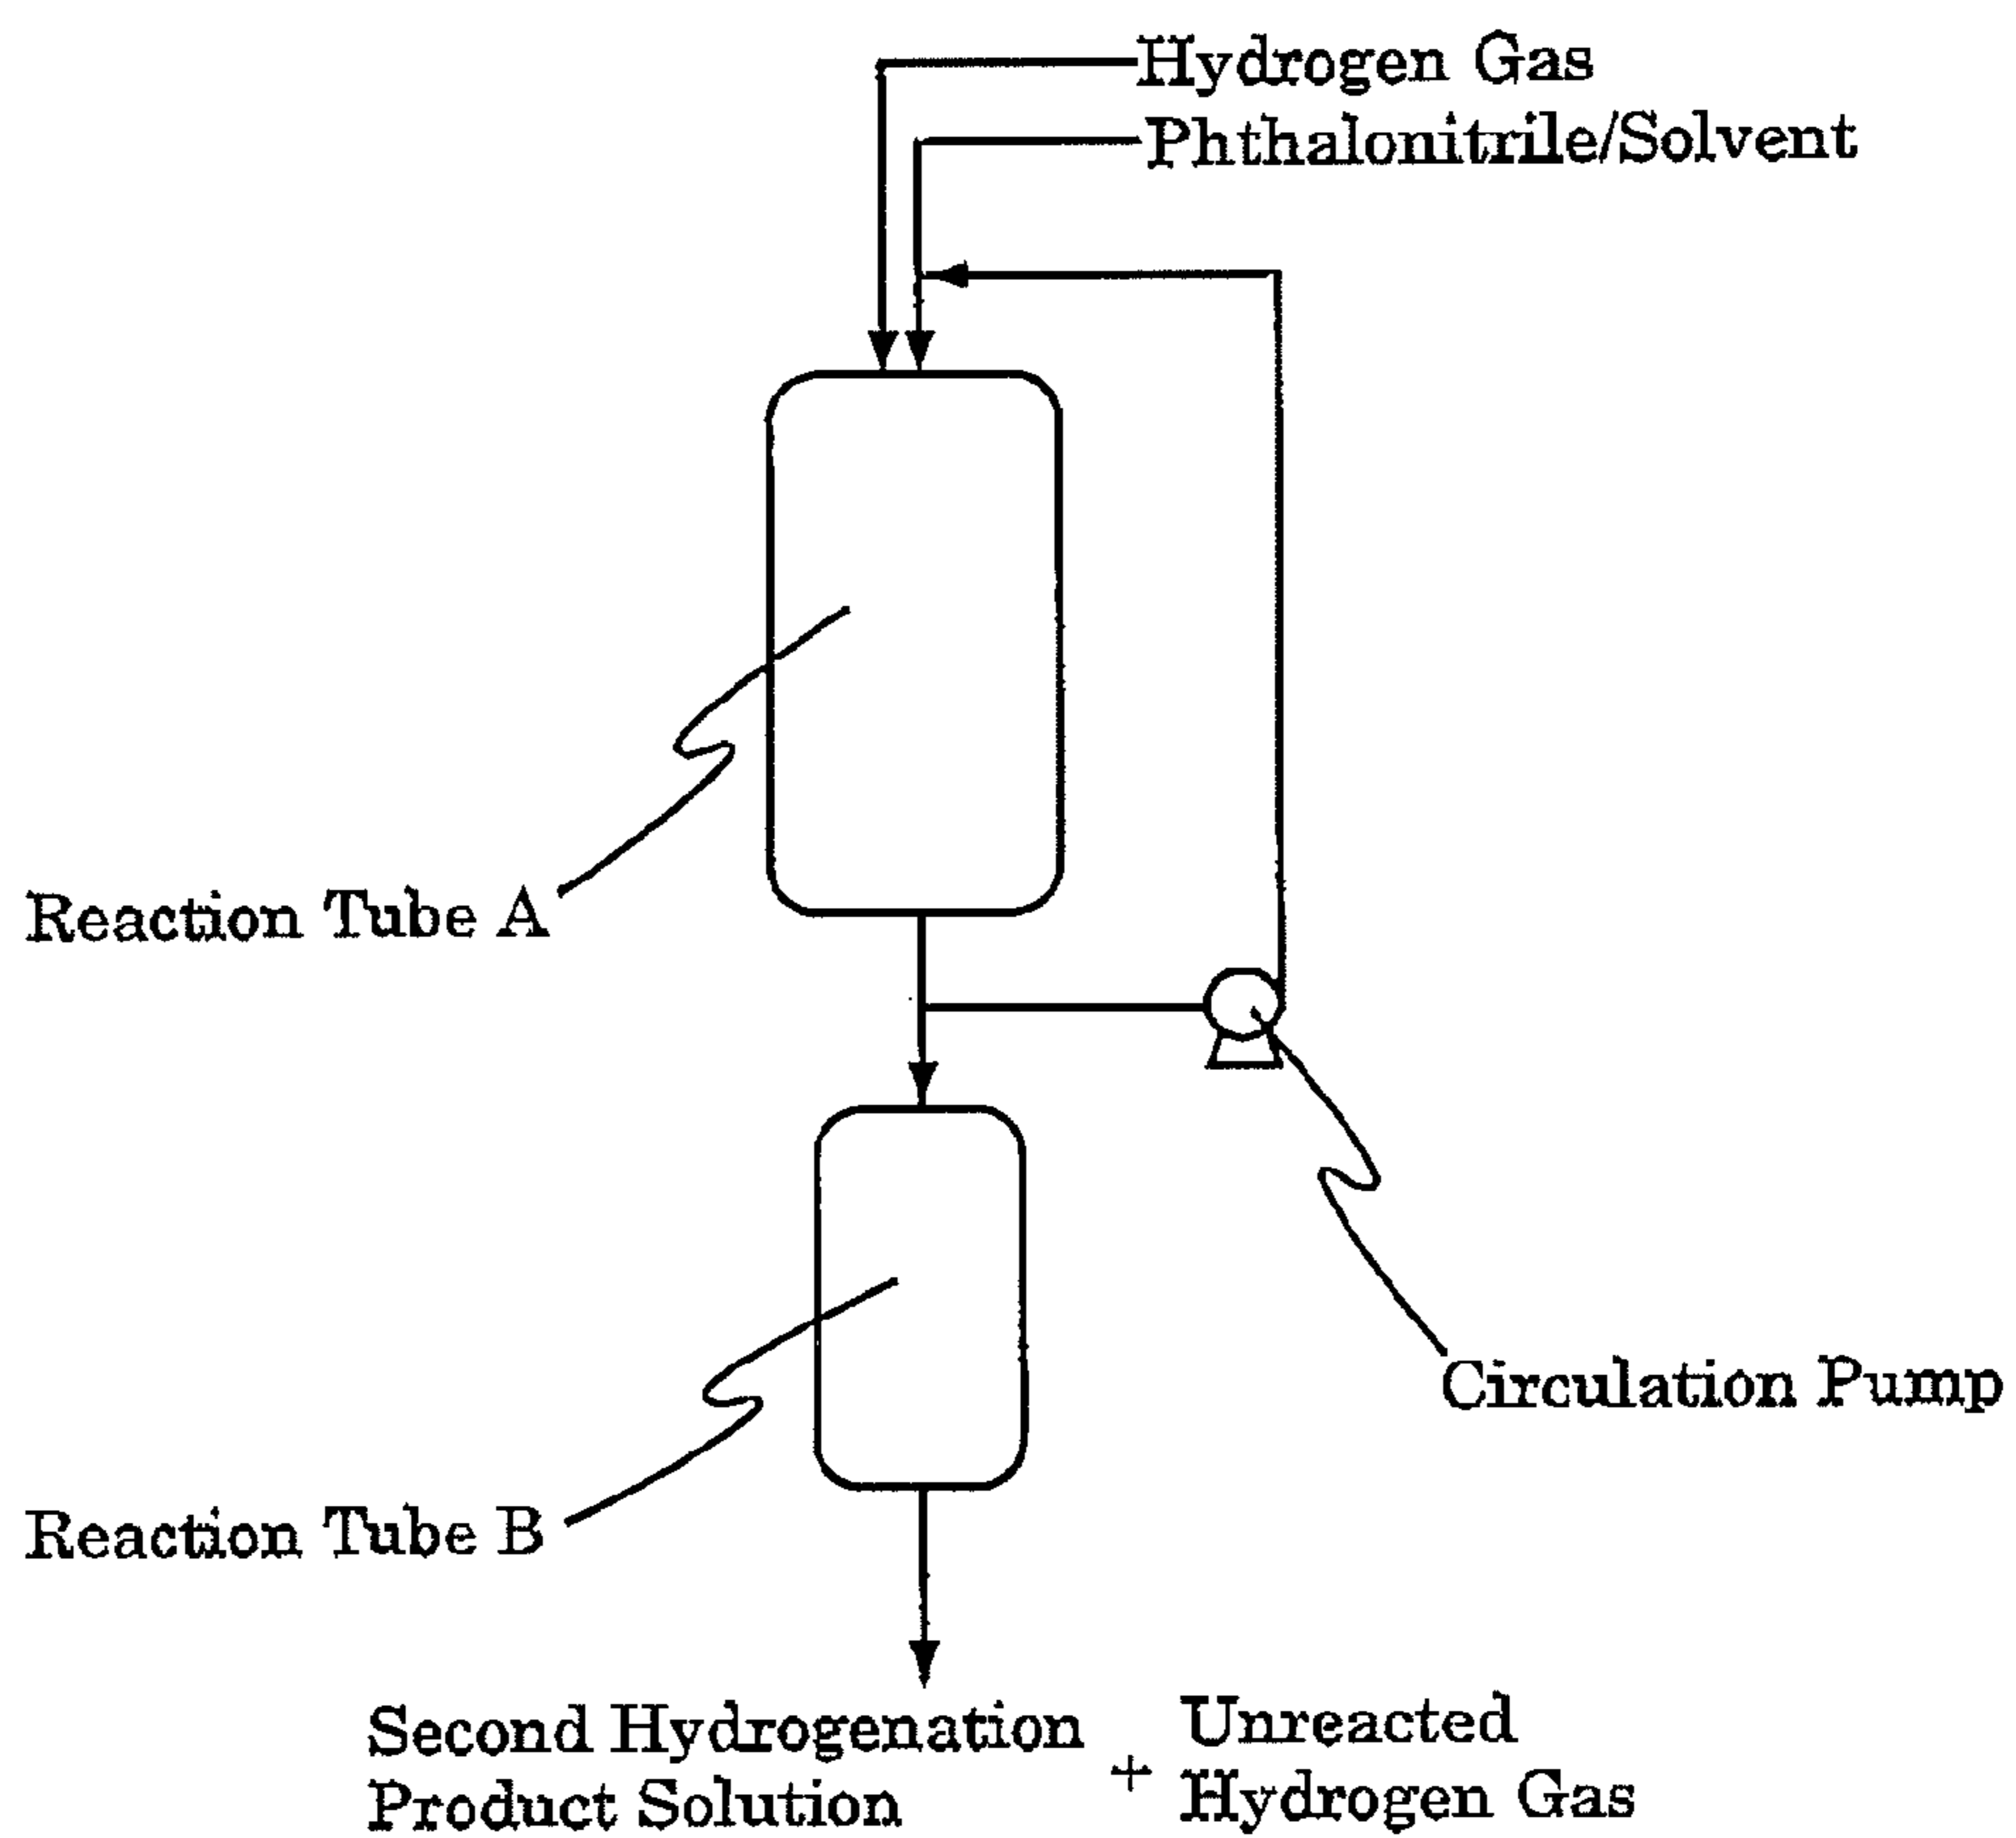 Hydrogen Gas
Phthalonitrile/Solvent
Reaction Tube A
Circulation Pump
Reaction Tube B
Second Hydrogenation
Product Solution
+
Unreacted
Hydrogen Gas